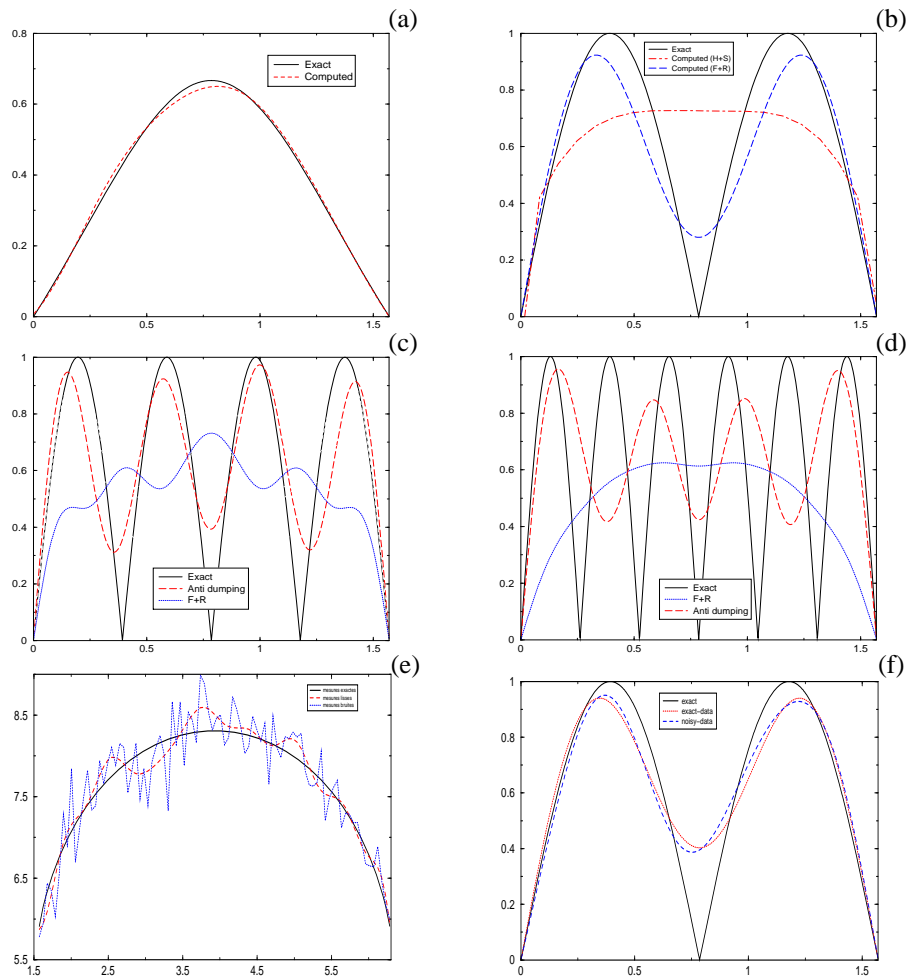 (a)
0.8
0.6
0.4
0.2
0
0 0.5 1 1.5
Exact
Computed
(b)
1
0.8
0.6
0.4
0.2
0
0 0.5 1 1.5
Exact
Computed (H+S)
Computed (F+R)
(c)
1
0.8
0.6
0.4
0.2
0
0 0.5 1 1.5
Exact
Anti dumping
F+R
(d)
1
0.8
0.6
0.4
0.2
0
0 0.5 1 1.5
Exact
F+R
Anti dumping
(e)
8.5
7.5
6.5
5.5
1.5 2.5 3.5 4.5 5.5
mesures exactes
mesures lisses
mesures bruites
(f)
1
0.8
0.6
0.4
0.2
0
0 0.5 1 1.5
exact
exact-data
noisy-data